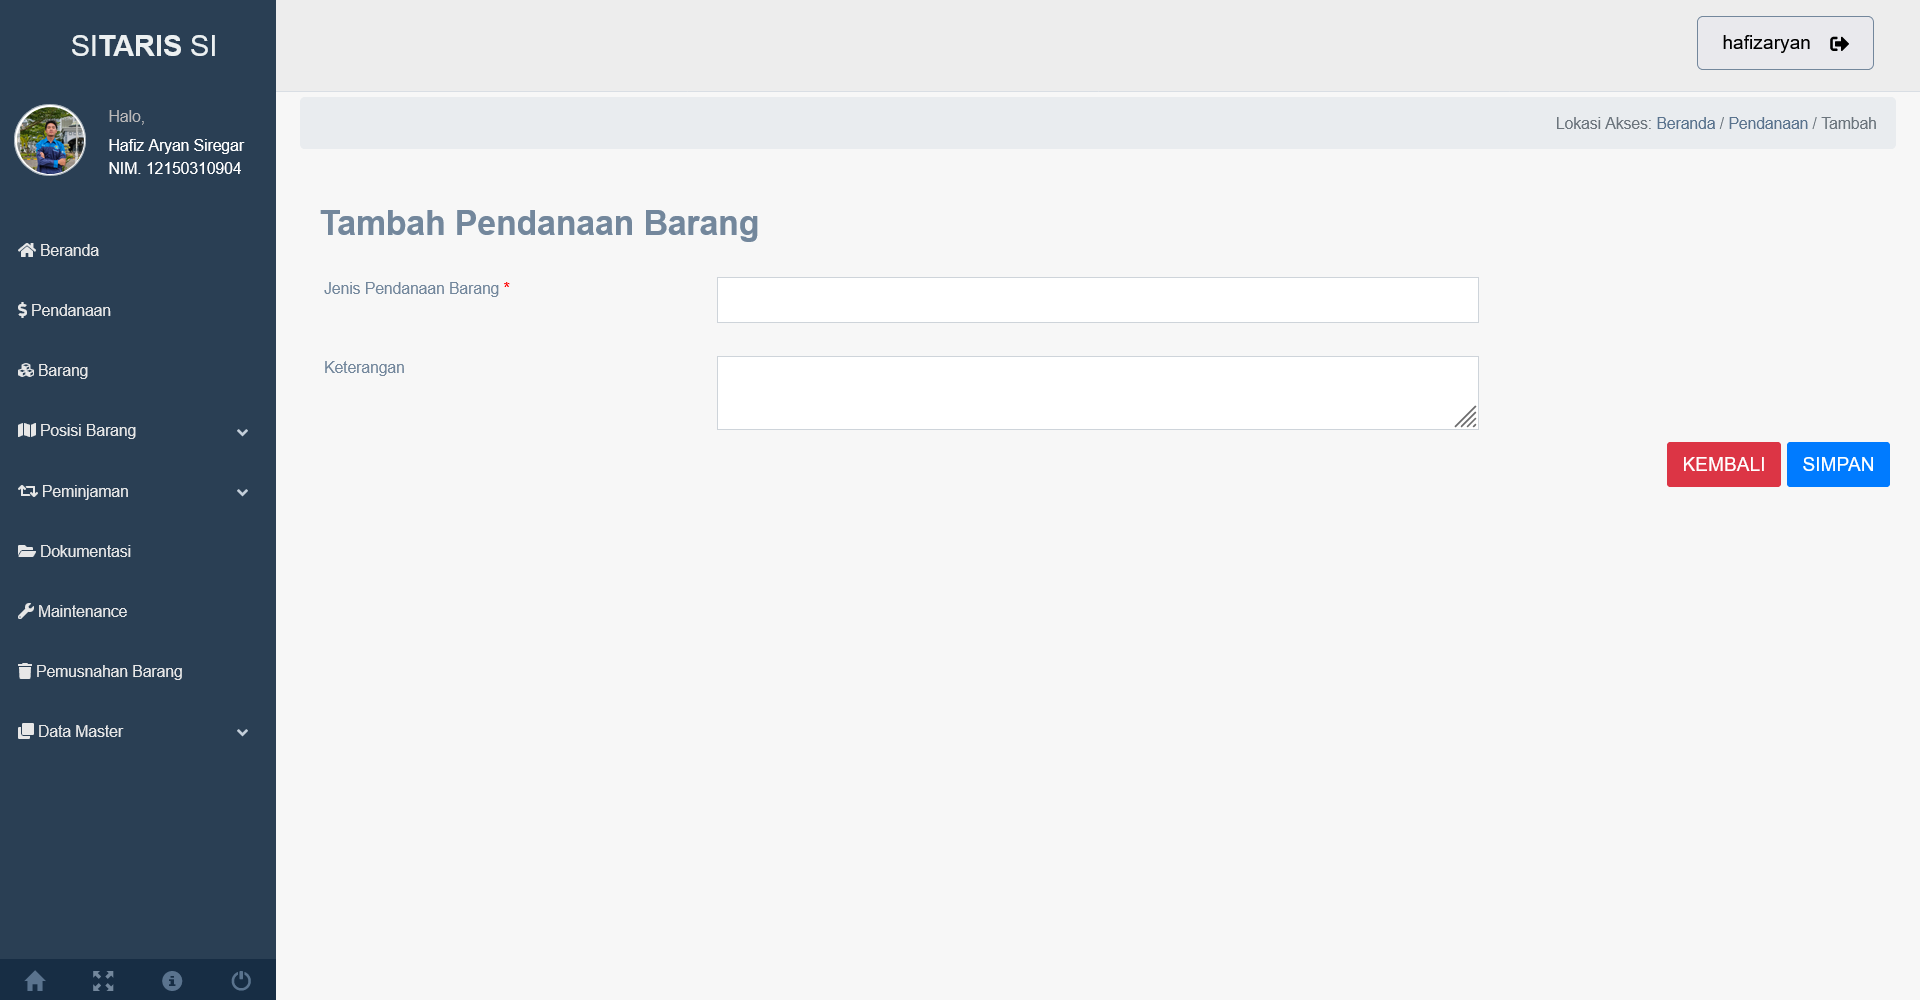 SITARIS SI
hafizaryan
Halo,
Hafiz Aryan Siregar
NIM. 12150310904
Lokasi Akses: Beranda / Pendanaan / Tambah
Beranda
Pendanaan
Barang
Posisi Barang
Peminjaman
Dokumentasi
Maintenance
Pemusnahan Barang
Data Master
Tambah Pendanaan Barang
Jenis Pendanaan Barang *
Keterangan
KEMBALI SIMPAN